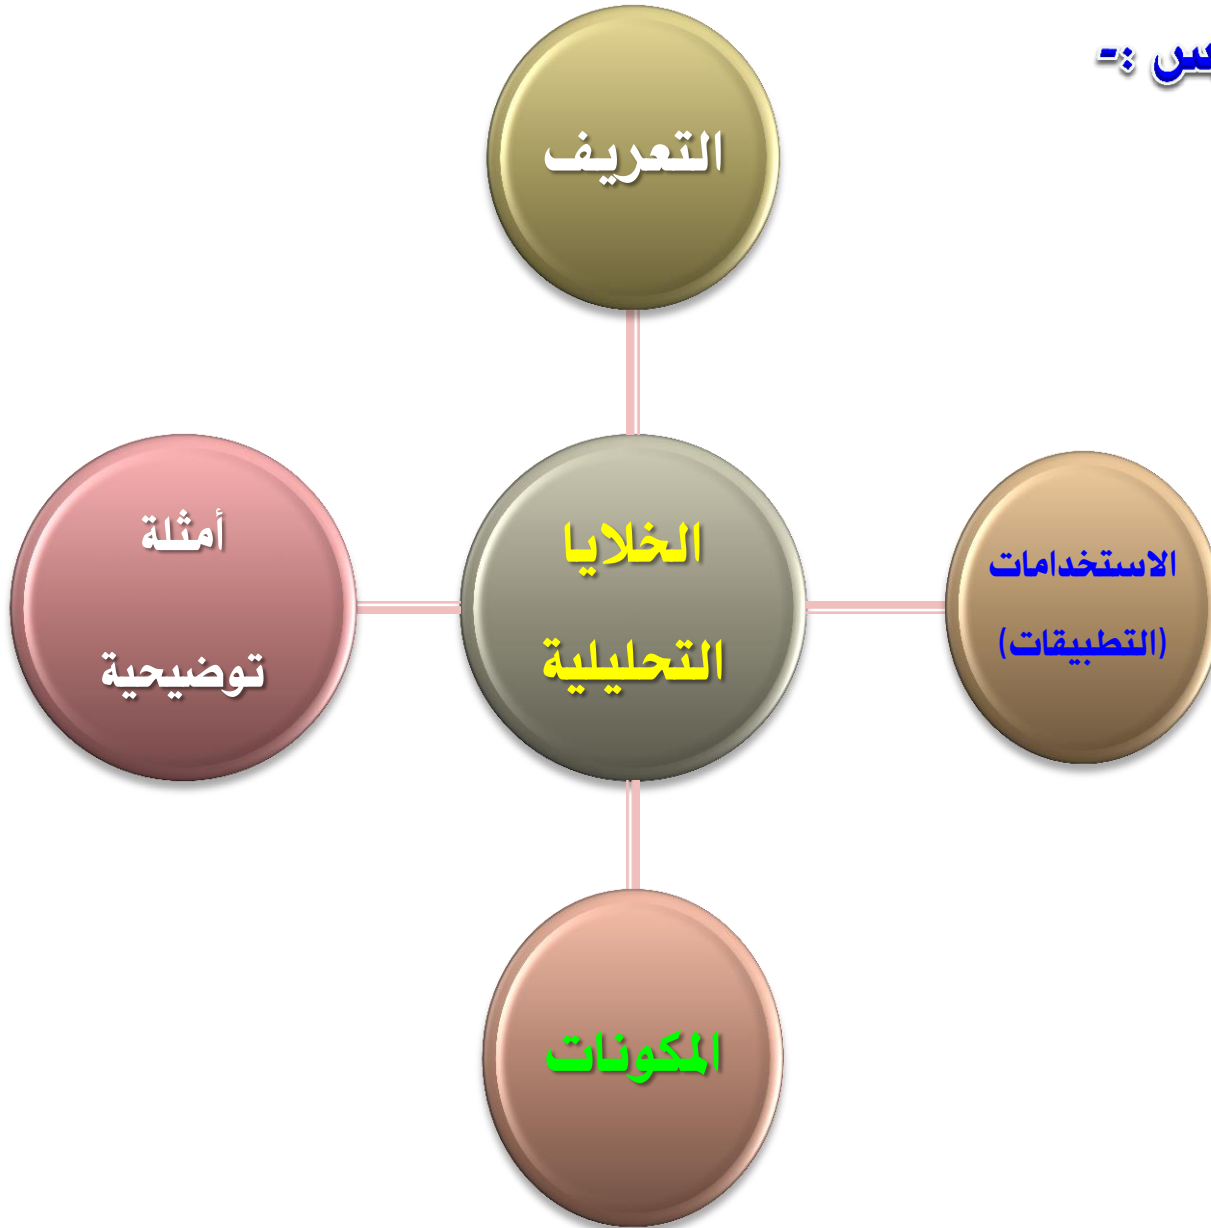 التعريف
أمثلة
توضيحية
الخلايا
التحليلية
الاستخدامات
(التطبيقات)
المكونات